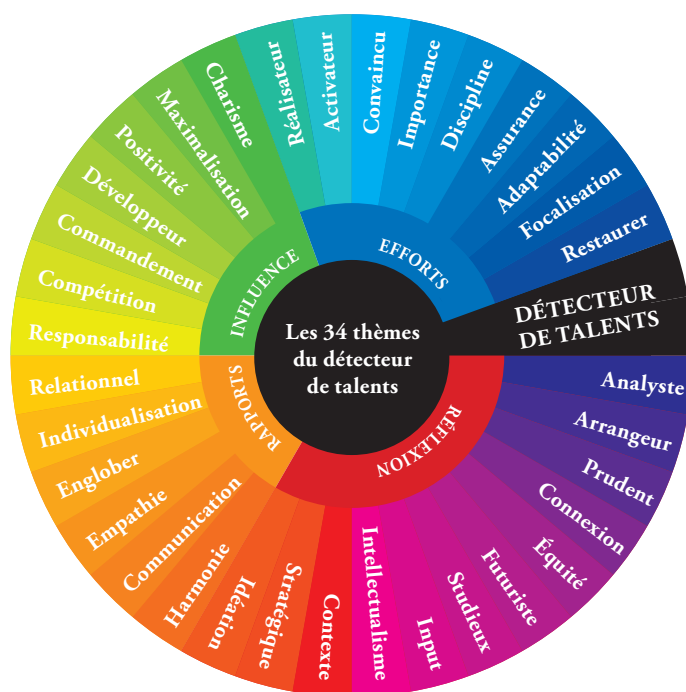 Les 34 thèmes
du détecteur
de talents
EFFORTS
Réalisateur
Activateur
Convaincu
Importance
Discipline
Assurance
Adaptabilité
Focalisation
Restaurer
DÉTECTEUR
DE TALENTS
RÉFLEXION
Analyste
Arrangeur
Prudent
Connexion
Équité
Futuriste
Studieux
Input
Intellectualisme
Contexte
Stratégique
Idéation
RAPPORTS
Harmonie
Communication
Empathie
Englober
Individualisation
Relationnel
INFLUENCE
Responsabilité
Compétition
Commandement
Développeur
Positivité
Maximalisation
Charisme